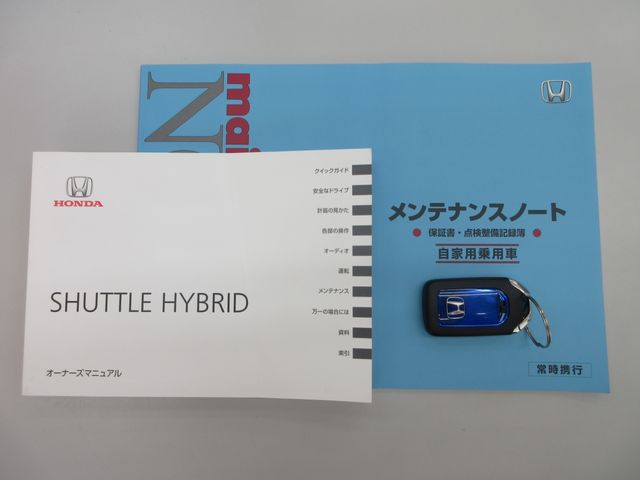 HONDA
SHUTTLE HYBRID
オーナーズマニュアル
クイックガイド
安全なドライブ
計器の見かた
各部の操作
オーディオ
運転
メンテナンス
万一の場合には
資料
索引
メンテナンスノート
● 保証書・点検整備記録簿 ●
自家用乗用車
常時携行